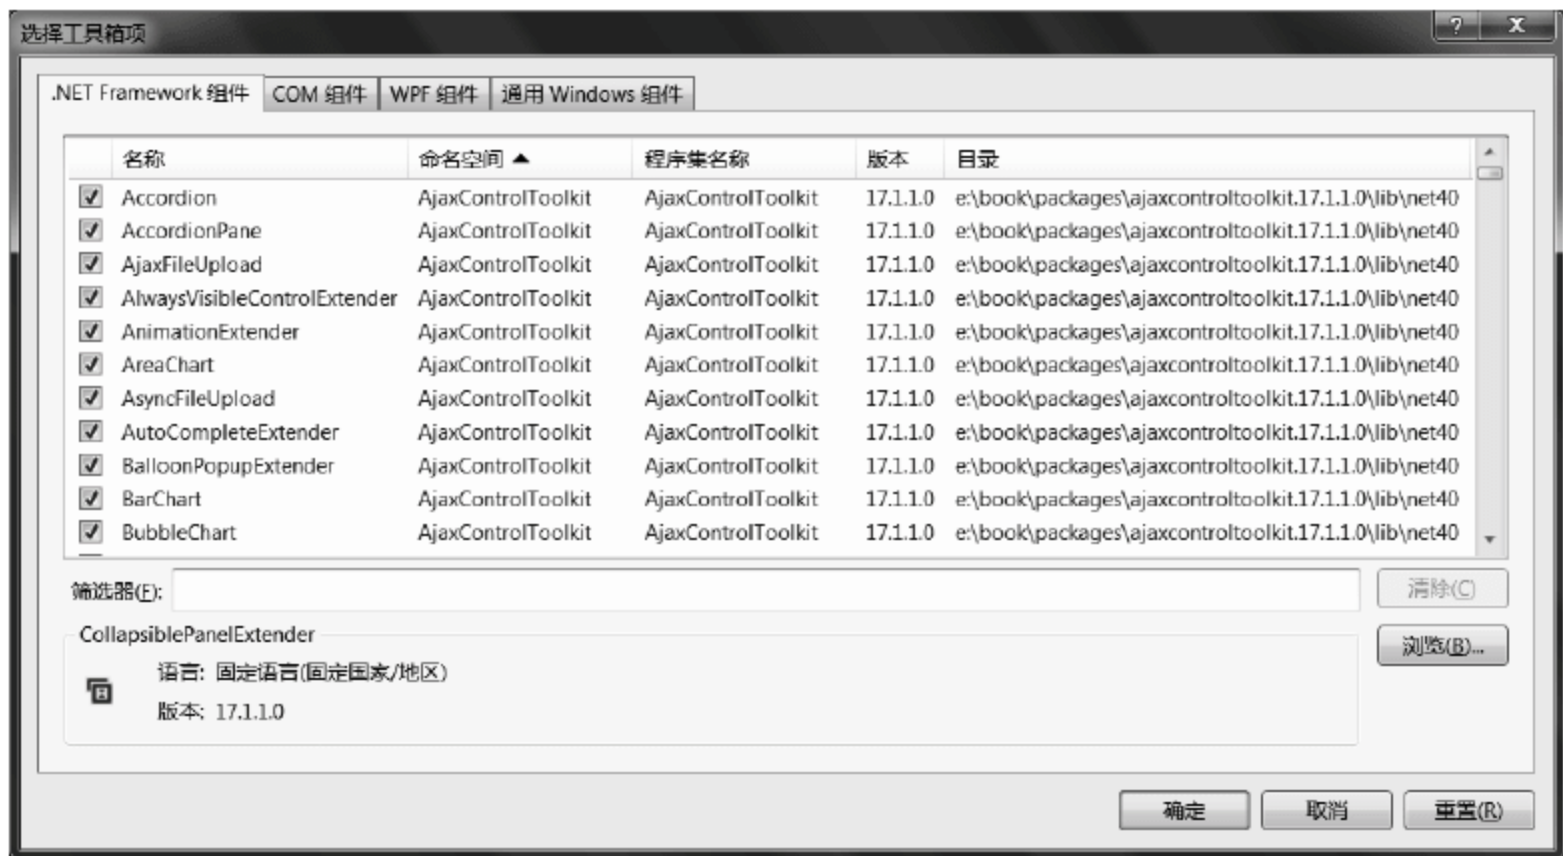 选择工具箱项
.NET Framework 组件 COM 组件 WPF 组件 通用 Windows 组件
名称 命名空间 程序集名称 版本 目录
Accordion AjaxControlToolkit AjaxControlToolkit 17.1.1.0 e:\book\packages\ajaxcontroltoolkit.17.1.1.0\lib\net40
AccordionPane AjaxControlToolkit AjaxControlToolkit 17.1.1.0 e:\book\packages\ajaxcontroltoolkit.17.1.1.0\lib\net40
AjaxFileUpload AjaxControlToolkit AjaxControlToolkit 17.1.1.0 e:\book\packages\ajaxcontroltoolkit.17.1.1.0\lib\net40
AlwaysVisibleControlExtender AjaxControlToolkit AjaxControlToolkit 17.1.1.0 e:\book\packages\ajaxcontroltoolkit.17.1.1.0\lib\net40
AnimationExtender AjaxControlToolkit AjaxControlToolkit 17.1.1.0 e:\book\packages\ajaxcontroltoolkit.17.1.1.0\lib\net40
AreaChart AjaxControlToolkit AjaxControlToolkit 17.1.1.0 e:\book\packages\ajaxcontroltoolkit.17.1.1.0\lib\net40
AsyncFileUpload AjaxControlToolkit AjaxControlToolkit 17.1.1.0 e:\book\packages\ajaxcontroltoolkit.17.1.1.0\lib\net40
AutoCompleteExtender AjaxControlToolkit AjaxControlToolkit 17.1.1.0 e:\book\packages\ajaxcontroltoolkit.17.1.1.0\lib\net40
BalloonPopupExtender AjaxControlToolkit AjaxControlToolkit 17.1.1.0 e:\book\packages\ajaxcontroltoolkit.17.1.1.0\lib\net40
BarChart AjaxControlToolkit AjaxControlToolkit 17.1.1.0 e:\book\packages\ajaxcontroltoolkit.17.1.1.0\lib\net40
BubbleChart AjaxControlToolkit AjaxControlToolkit 17.1.1.0 e:\book\packages\ajaxcontroltoolkit.17.1.1.0\lib\net40
筛选器(F): 清除(C)
CollapsiblePanelExtender 浏览(B)...
语言: 固定语言(固定国家/地区)
版本: 17.1.1.0
确定 取消 重置(R)